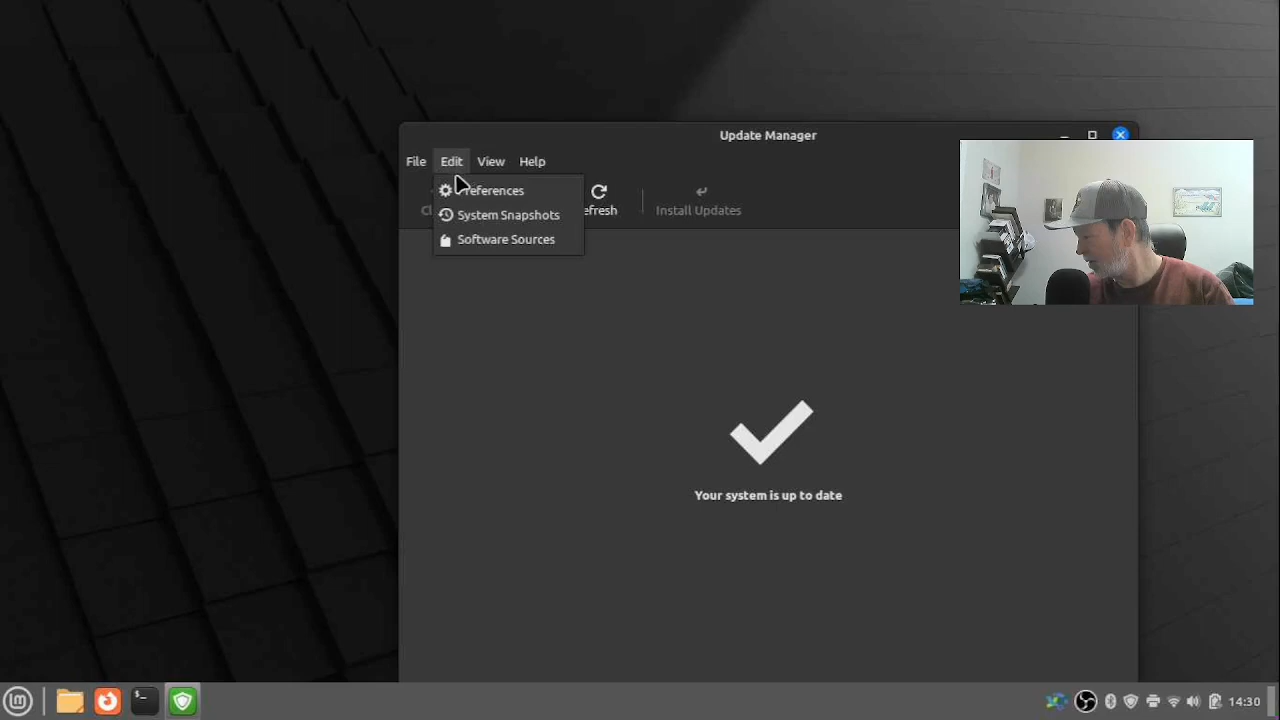 Update Manager
File Edit View Help
Preferences
System Snapshots
Software Sources
efresh
Install Updates
Your system is up to date
14:30